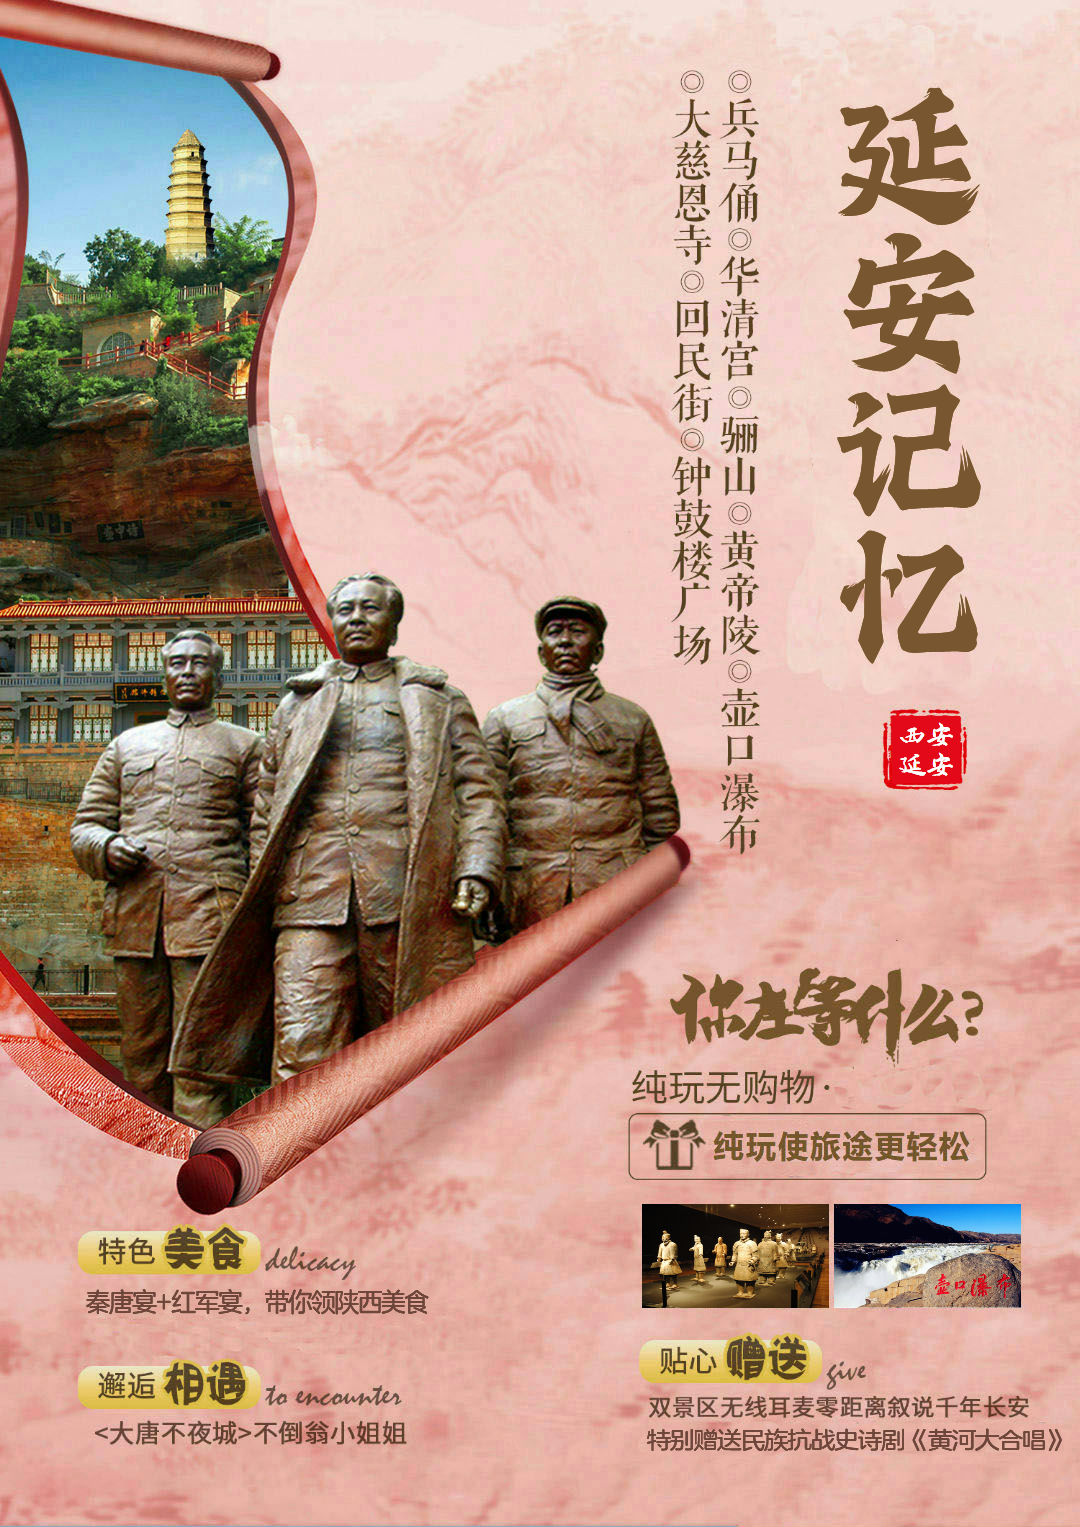 延安记忆
◎兵马俑◎华清宫◎骊山◎黄帝陵◎壶口瀑布
◎大慈恩寺◎回民街◎钟鼓楼广场
西安
延安
你在等什么?
纯玩无购物·
纯玩使旅途更轻松
壶口瀑布
特色 美食 delicacy
秦唐宴+红军宴，带你领陕西美食
邂逅 相遇 to encounter
<大唐不夜城>不倒翁小姐姐
贴心 赠送 give
双景区无线耳麦零距离叙说千年长安
特别赠送民族抗战史诗剧《黄河大合唱》